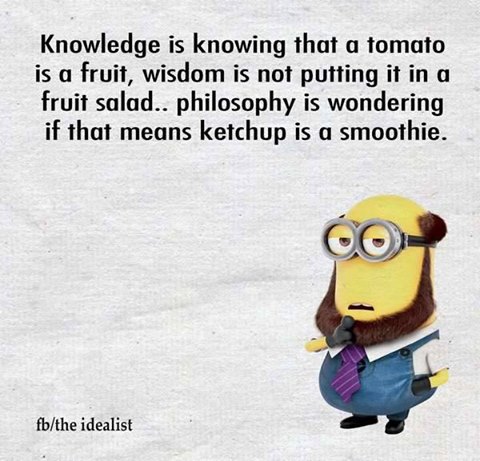 Knowledge is knowing that a tomato
is a fruit, wisdom is not putting it in a
fruit salad.. philosophy is wondering
if that means ketchup is a smoothie.
fb/the idealist